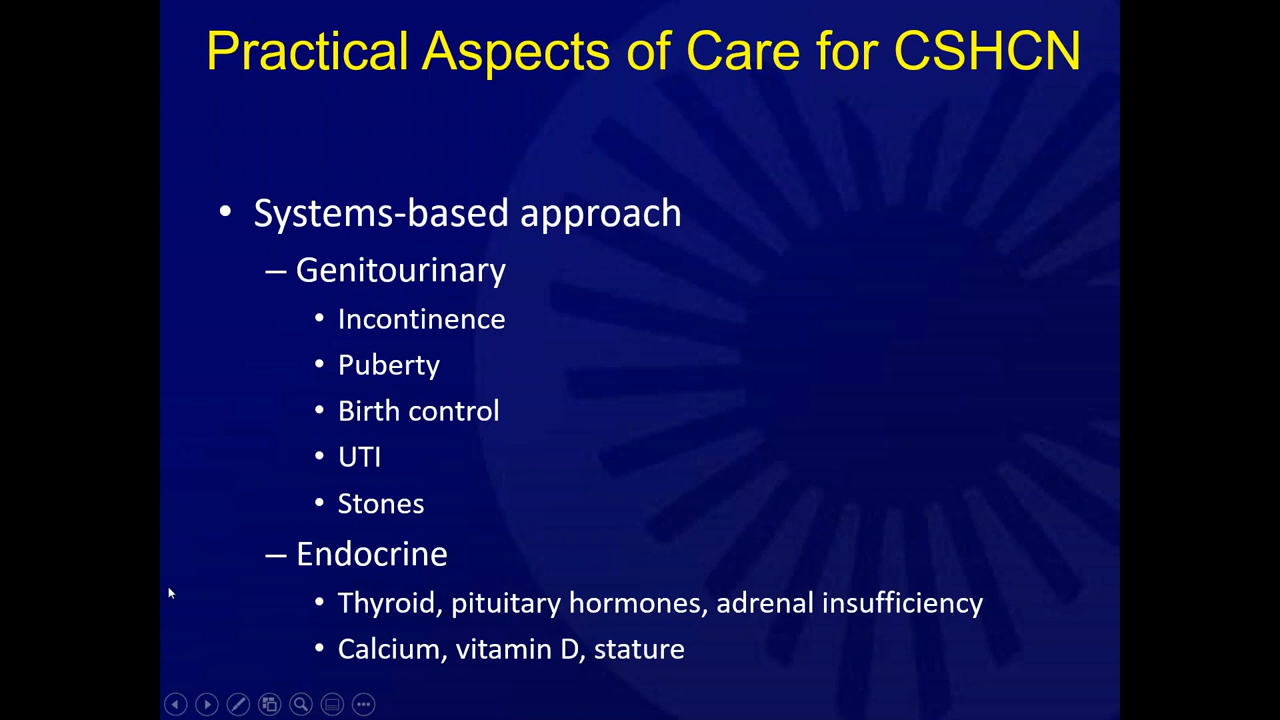 Practical Aspects of Care for CSHCN
• Systems-based approach
– Genitourinary
• Incontinence
• Puberty
• Birth control
• UTI
• Stones
– Endocrine
• Thyroid, pituitary hormones, adrenal insufficiency
• Calcium, vitamin D, stature